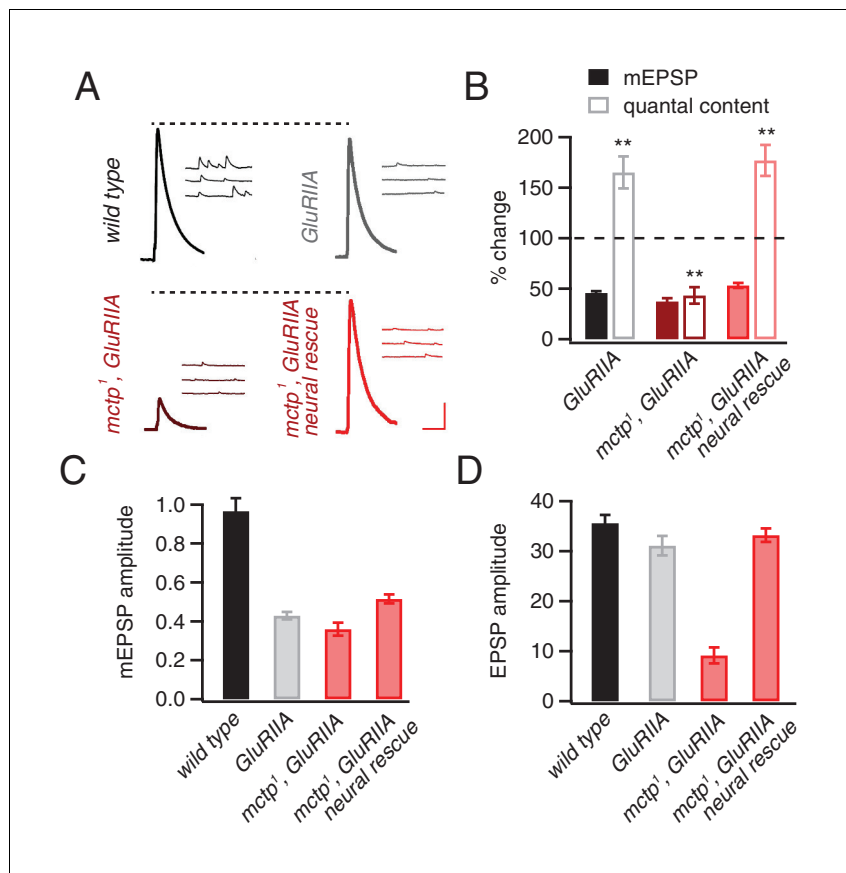 A
wild type
GluRIIA
mctp¹, GluRIIA
mctp¹, GluRIIA
neural rescue
B
mEPSP
quantal content
% change
200
150
100
50
0
**
**
**
GluRIIA
mctp¹, GluRIIA
mctp¹, GluRIIA
neural rescue
C
mEPSP amplitude
1.0
0.8
0.6
0.4
0.2
0.0
wild type
GluRIIA
mctp¹, GluRIIA
mctp¹, GluRIIA
neural rescue
D
EPSP amplitude
40
30
20
10
0
wild type
GluRIIA
mctp¹, GluRIIA
mctp¹, GluRIIA
neural rescue